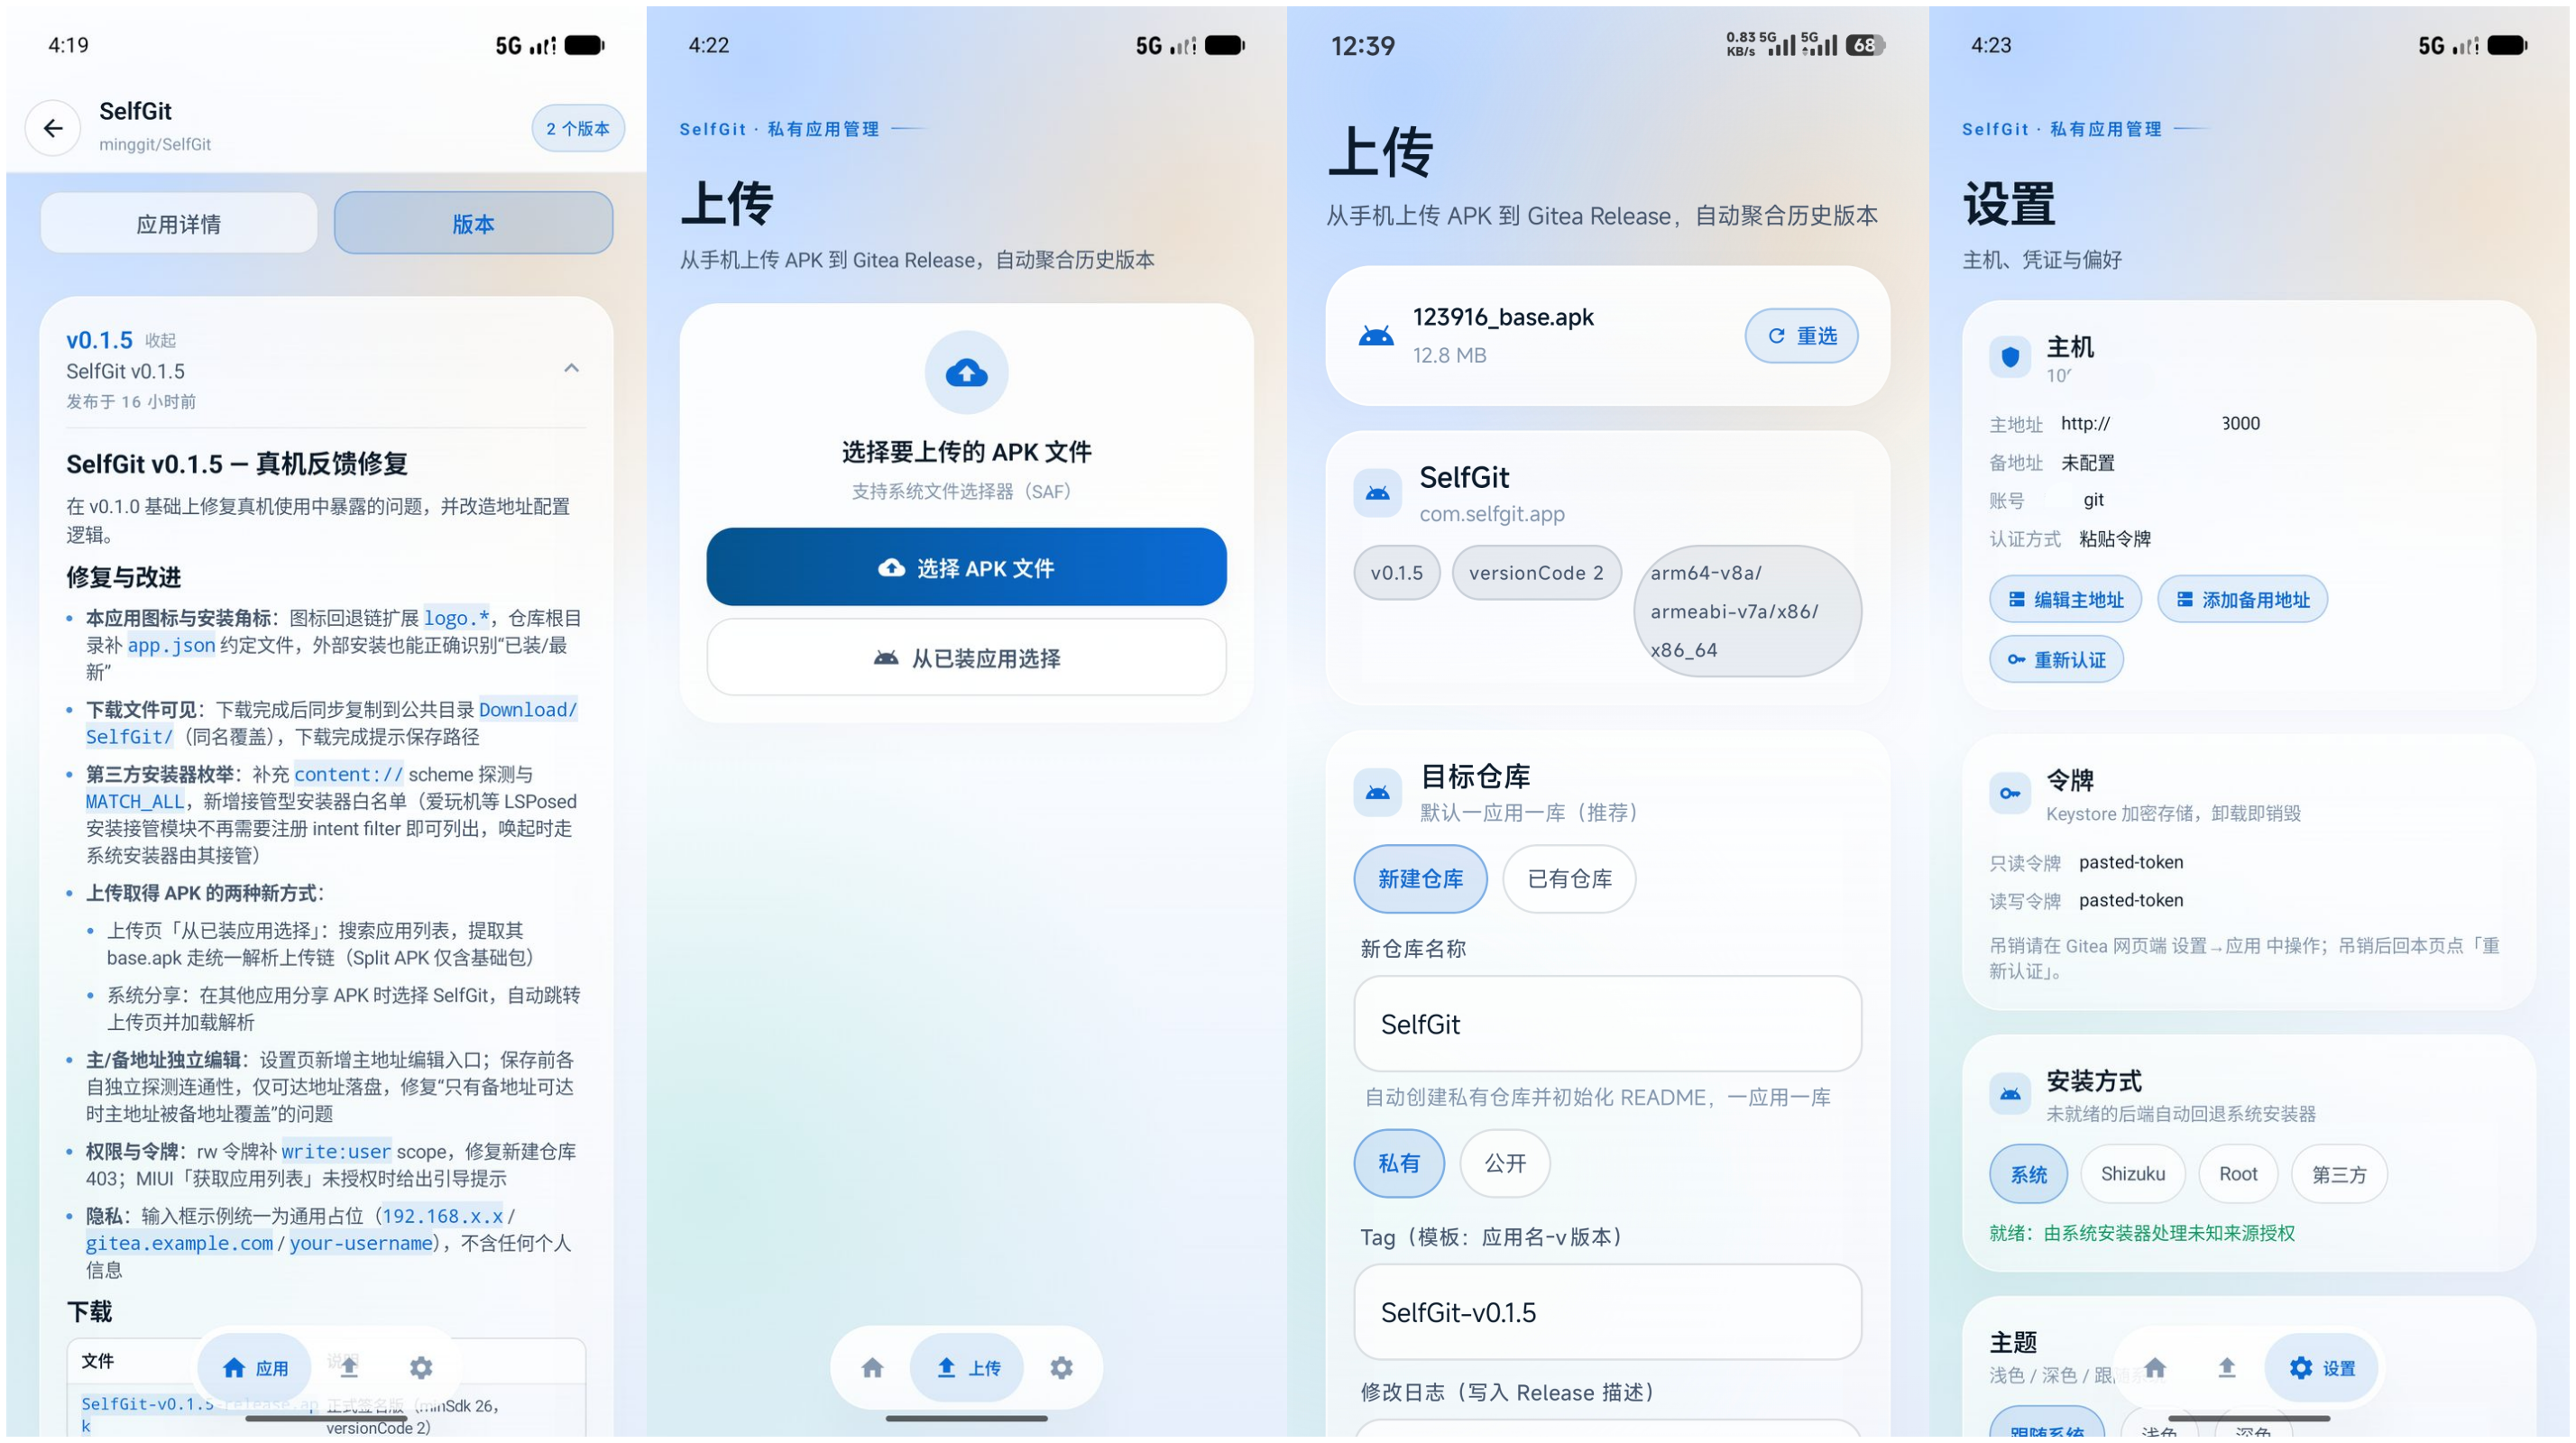 4:19
5G
SelfGit
minggit/SelfGit
2 个版本
应用详情
版本
v0.1.5 收起
SelfGit v0.1.5
发布于 16 小时前
SelfGit v0.1.5 — 真机反馈修复
在 v0.1.0 基础上修复真机使用中暴露的问题，并改造地址配置
逻辑。
修复与改进
• 本应用图标与安装角标：图标回退链扩展 logo.*，仓库根目
录补 app.json 约定文件，外部安装也能正确识别“已装/最
新”
• 下载文件可见：下载完成后同步复制到公共目录 Download/
SelfGit/（同名覆盖），下载完成提示保存路径
• 第三方安装器枚举：补充 content:// scheme 探测与
MATCH_ALL，新增接管型安装器白名单（爱玩机等 LSPosed
安装接管模块不再需要注册 intent filter 即可列出，唤起时走
系统安装器由其接管）
• 上传取得 APK 的两种新方式：
• 上传页「从已装应用选择」：搜索应用列表，提取其
base.apk 走统一解析上传链（Split APK 仅含基础包）
• 系统分享：在其他应用分享 APK 时选择 SelfGit，自动跳转
上传页并加载解析
• 主/备地址独立编辑：设置页新增主地址编辑入口；保存前各
自独立探测连通性，仅可达地址落盘，修复“只有备地址可达
时主地址被备地址覆盖”的问题
• 权限与令牌：rw 令牌补 write:user scope，修复新建仓库
403；MIUI「获取应用列表」未授权时给出引导提示
• 隐私：输入框示例统一为通用占位（192.168.x.x /
gitea.example.com / your-username），不含任何个人
信息
下载
文件
说明
应用
SelfGit-v0.1.5-release.ap
k
正式签名版（minSdk 26，
versionCode 2）
4:22
5G
SelfGit · 私有应用管理
上传
从手机上传 APK 到 Gitea Release，自动聚合历史版本
选择要上传的 APK 文件
支持系统文件选择器（SAF）
选择 APK 文件
从已装应用选择
上传
12:39
0.83 KB/s 5G 5G 68
上传
从手机上传 APK 到 Gitea Release，自动聚合历史版本
123916_base.apk
12.8 MB
重选
SelfGit
com.selfgit.app
v0.1.5
versionCode 2
arm64-v8a/
armeabi-v7a/x86/
x86_64
目标仓库
默认一应用一库（推荐）
新建仓库
已有仓库
新仓库名称
SelfGit
自动创建私有仓库并初始化 README，一应用一库
私有
公开
Tag（模板：应用名-v版本）
SelfGit-v0.1.5
修改日志（写入 Release 描述）
4:23
5G
SelfGit · 私有应用管理
设置
主机、凭证与偏好
主机
10
主地址 http:// 3000
备地址 未配置
账号 git
认证方式 粘贴令牌
编辑主地址
添加备用地址
重新认证
令牌
Keystore 加密存储，卸载即销毁
只读令牌 pasted-token
读写令牌 pasted-token
吊销请在 Gitea 网页端 设置→应用 中操作；吊销后回本页点「重
新认证」。
安装方式
未就绪的后端自动回退系统安装器
系统
Shizuku
Root
第三方
就绪：由系统安装器处理未知来源授权
主题
浅色 / 深色 / 跟随系
设置
跟随系统
浅色
深色